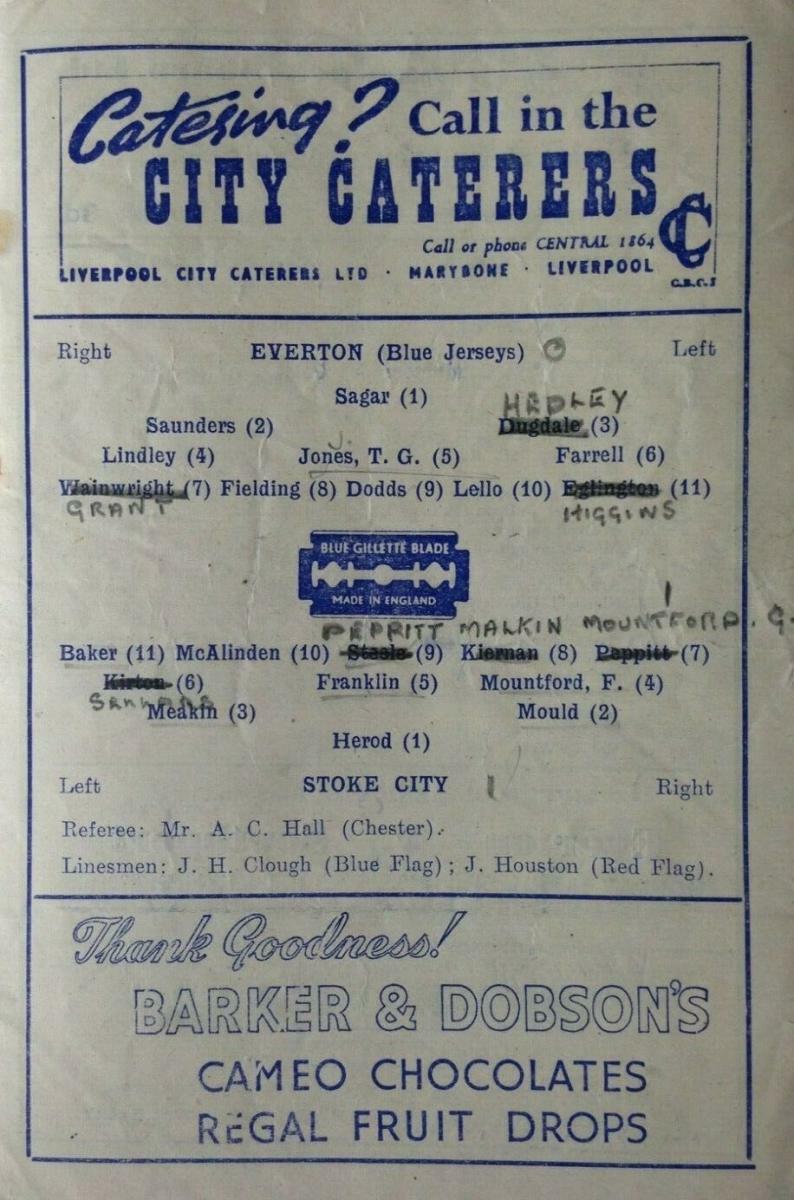 Catering? Call in the
CITY CATERERS
Call or phone CENTRAL 1864 CC
LIVERPOOL CITY CATERERS LTD · MARYBONE · LIVERPOOL
Right EVERTON (Blue Jerseys) O Left
Sagar (1)
HEDLEY
Saunders (2) Dugdale (3)
J.
Lindley (4) Jones, T. G. (5) Farrell (6)
Wainwright (7) Fielding (8) Dodds (9) Lello (10) Eglington (11)
GRANT HIGGINS
BLUE GILLETTE BLADE
MADE IN ENGLAND
1
PEPPITT MALKIN MOUNTFORD. G.
Baker (11) McAlinden (10) Steele (9) Kiernan (8) Peppitt (7)
Kirton (6) Franklin (5) Mountford, F. (4)
Meakin (3) Mould (2)
Herod (1)
Left STOKE CITY 1 Right
Referee: Mr. A. C. Hall (Chester).
Linesmen: J. H. Clough (Blue Flag); J. Houston (Red Flag).
Thank Goodness!
BARKER & DOBSON'S
CAMEO CHOCOLATES
REGAL FRUIT DROPS